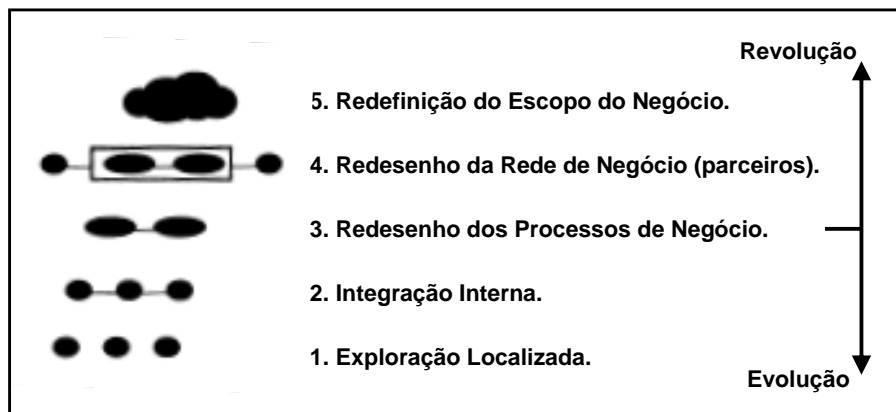 Revolução
5. Redefinição do Escopo do Negócio.
4. Redesenho da Rede de Negócio (parceiros).
3. Redesenho dos Processos de Negócio.
2. Integração Interna.
1. Exploração Localizada.
Evolução